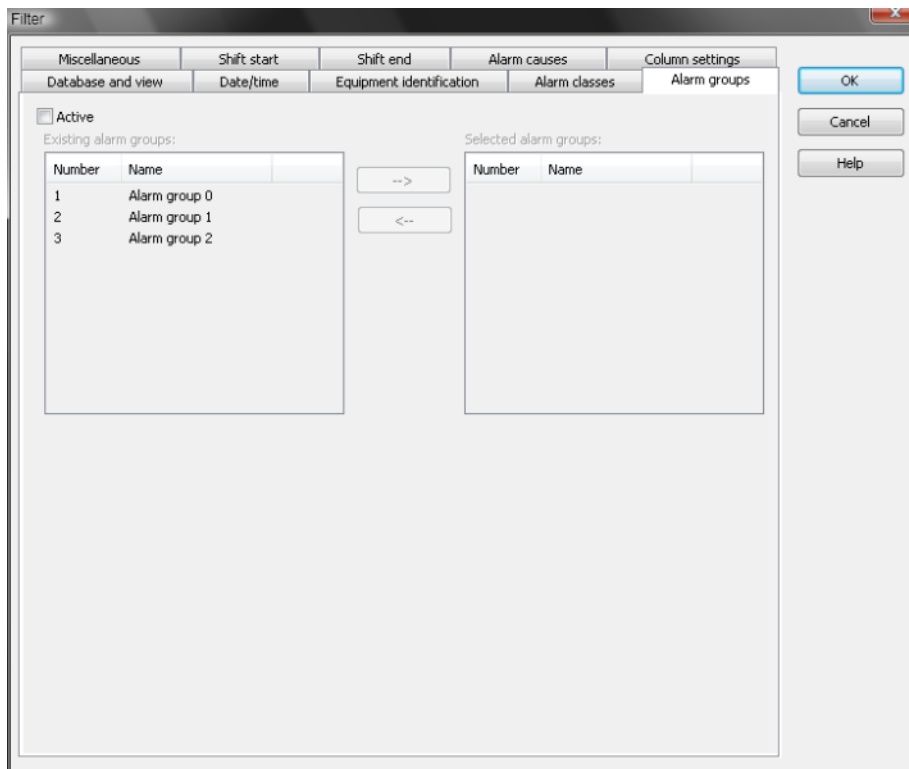 Filter
Miscellaneous Shift start Shift end Alarm causes Column settings
Database and view Date/time Equipment identification Alarm classes Alarm groups
OK
Cancel
Help
Active
Existing alarm groups:
Number Name
1 Alarm group 0
2 Alarm group 1
3 Alarm group 2
-->
<--
Selected alarm groups:
Number Name